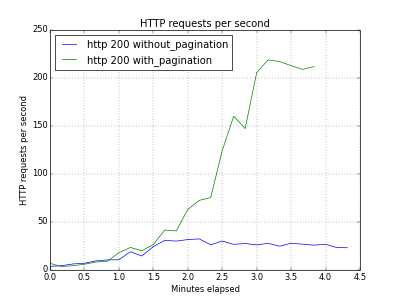 HTTP requests per second
http 200 without_pagination
http 200 with_pagination
HTTP requests per second
250
200
150
100
50
0
0.0 0.5 1.0 1.5 2.0 2.5 3.0 3.5 4.0 4.5
Minutes elapsed